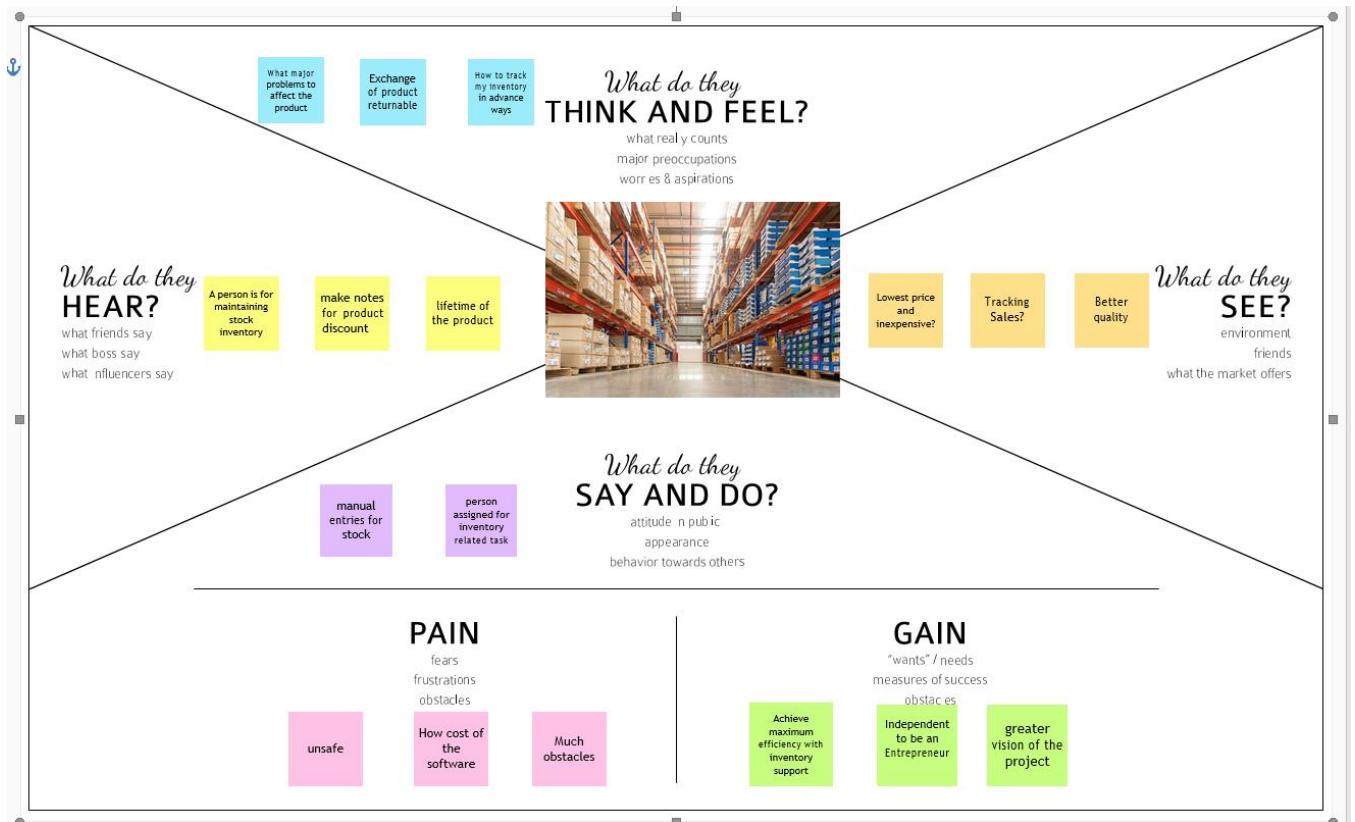 What major
problems to
affect the
product
Exchange
of product
returnable
How to track
my inventory
in advance
ways
What do they
THINK AND FEEL?
what real y counts
major preoccupations
worr es & aspirations
What do they
HEAR?
what friends say
what boss say
what nfluencers say
A person is for
maintaining
stock
inventory
make notes
for product
discount
lifetime of
the product
Lowest price
and
inexpensive?
Tracking
Sales?
Better
quality
What do they
SEE?
environment
friends
what the market offers
What do they
SAY AND DO?
attitude n pub ic
appearance
behavior towards others
manual
entries for
stock
person
assigned for
inventory
related task
PAIN
fears
frustrations
obstacles
unsafe
How cost of
the
software
Much
obstacles
GAIN
"wants" / needs
measures of success
obstac es
Achieve
maximum
efficiency with
inventory
support
Independent
to be an
Entrepreneur
greater
vision of the
project